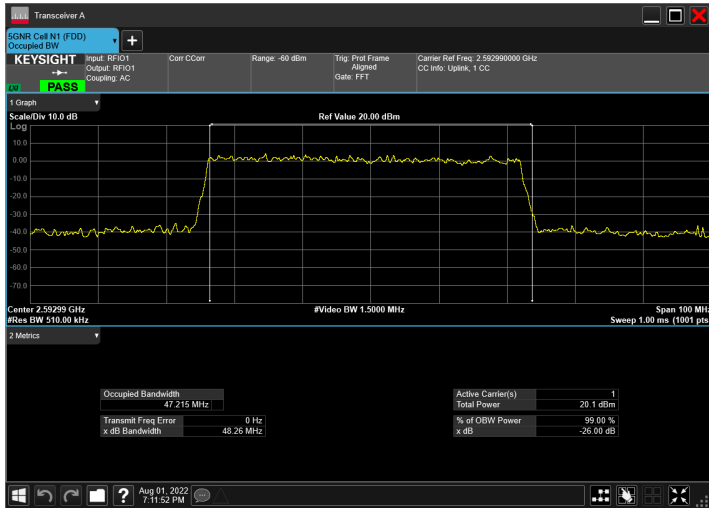 Transceiver A
5GNR Cell N1 (FDD)
Occupied BW
+
KEYSIGHT
LXI
PASS
Input: RFIO1
Output: RFIO1
Coupling: AC
Corr CCorr
Range: -60 dBm
Trig: Prot Frame
Aligned
Gate: FFT
Carrier Ref Freq: 2.592990000 GHz
CC Info: Uplink, 1 CC
1 Graph
Scale/Div 10.0 dB
Ref Value 20.00 dBm
Log
10.0
0.00
-10.0
-20.0
-30.0
-40.0
-50.0
-60.0
-70.0
Center 2.59299 GHz
#Video BW 1.5000 MHz
Span 100 MHz
#Res BW 510.00 kHz
Sweep 1.00 ms (1001 pts
2 Metrics
Occupied Bandwidth
47.215 MHz
Active Carrier(s) 1
Total Power 20.1 dBm
Transmit Freq Error 0 Hz
x dB Bandwidth 48.26 MHz
% of OBW Power 99.00 %
x dB -26.00 dB
?
Aug 01, 2022
7:11:52 PM